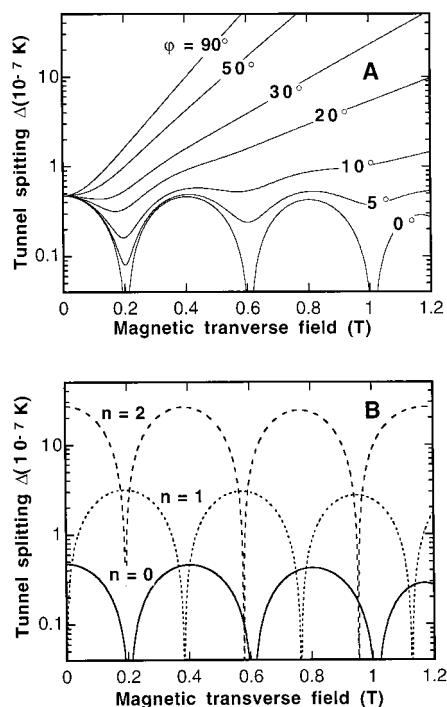 A
φ = 90°
50°
30°
20°
10°
5°
0°
10
1
0.1
Tunnel spitting Δ(10⁻⁷ K)
0 0.2 0.4 0.6 0.8 1 1.2
Magnetic tranverse field (T)
B
n = 2
n = 1
n = 0
10
1
0.1
Tunnel splitting Δ( 10⁻⁷ K)
0 0.2 0.4 0.6 0.8 1 1.2
Magnetic transverse field (T)